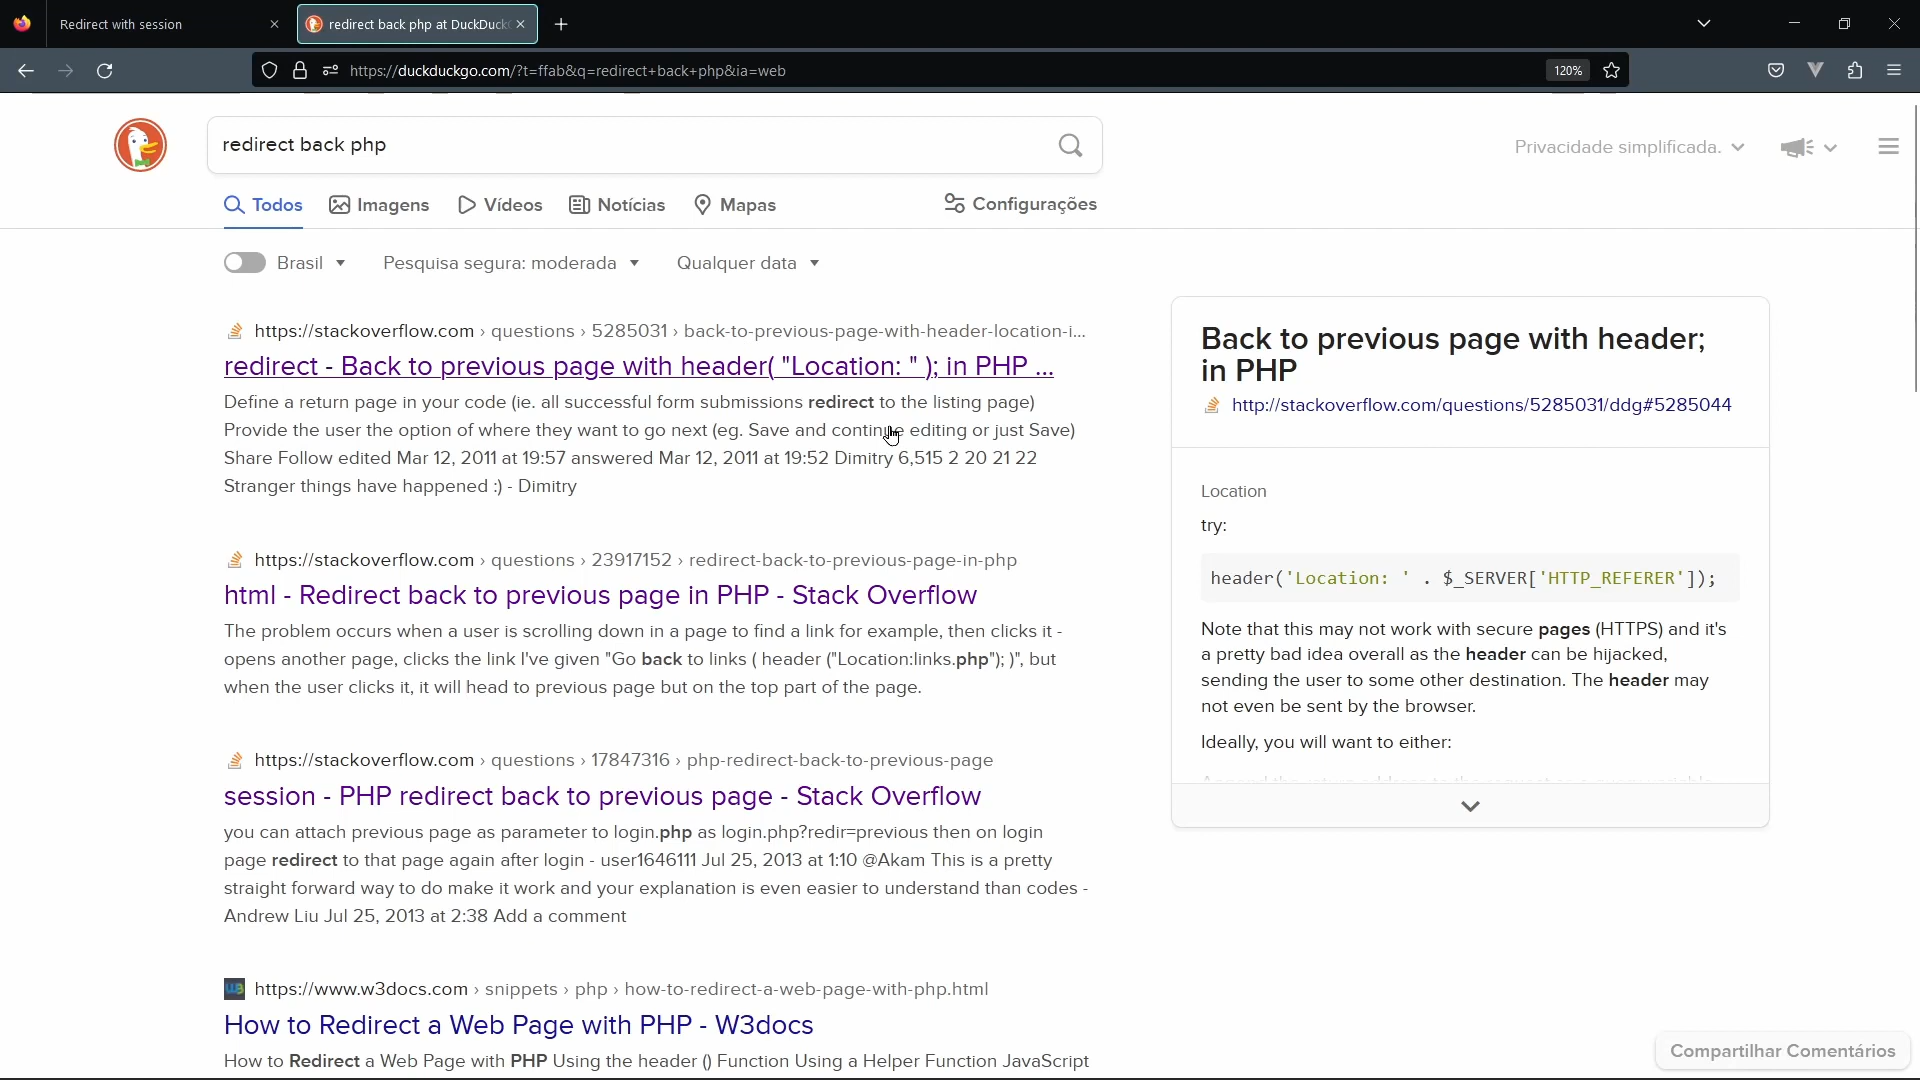 Redirect with session
redirect back php at DuckDuck
https://duckduckgo.com/?t=ffab&q=redirect+back+php&ia=web
120%
redirect back php
Privacidade simplificada.
Todos
Imagens
Vídeos
Notícias
Mapas
Configurações
Brasil
Pesquisa segura: moderada
Qualquer data
https://stackoverflow.com › questions › 5285031 › back-to-previous-page-with-header-location-i...
redirect - Back to previous page with header( "Location: " ); in PHP ...
Define a return page in your code (ie. all successful form submissions redirect to the listing page)
Provide the user the option of where they want to go next (eg. Save and continue editing or just Save)
Share Follow edited Mar 12, 2011 at 19:57 answered Mar 12, 2011 at 19:52 Dimitry 6,515 2 20 21 22
Stranger things have happened :) - Dimitry
https://stackoverflow.com › questions › 23917152 › redirect-back-to-previous-page-in-php
html - Redirect back to previous page in PHP - Stack Overflow
The problem occurs when a user is scrolling down in a page to find a link for example, then clicks it -
opens another page, clicks the link I've given "Go back to links ( header ("Location:links.php"); )", but
when the user clicks it, it will head to previous page but on the top part of the page.
https://stackoverflow.com › questions › 17847316 › php-redirect-back-to-previous-page
session - PHP redirect back to previous page - Stack Overflow
you can attach previous page as parameter to login.php as login.php?redir=previous then on login
page redirect to that page again after login - user1646111 Jul 25, 2013 at 1:10 @Akam This is a pretty
straight forward way to do make it work and your explanation is even easier to understand than codes -
Andrew Liu Jul 25, 2013 at 2:38 Add a comment
https://www.w3docs.com › snippets › php › how-to-redirect-a-web-page-with-php.html
How to Redirect a Web Page with PHP - W3docs
How to Redirect a Web Page with PHP Using the header () Function Using a Helper Function JavaScript
Back to previous page with header;
in PHP
http://stackoverflow.com/questions/5285031/ddg#5285044
Location
try:
header('Location: ' . $_SERVER['HTTP_REFERER']);
Note that this may not work with secure pages (HTTPS) and it's
a pretty bad idea overall as the header can be hijacked,
sending the user to some other destination. The header may
not even be sent by the browser.
Ideally, you will want to either:
Compartilhar Comentários